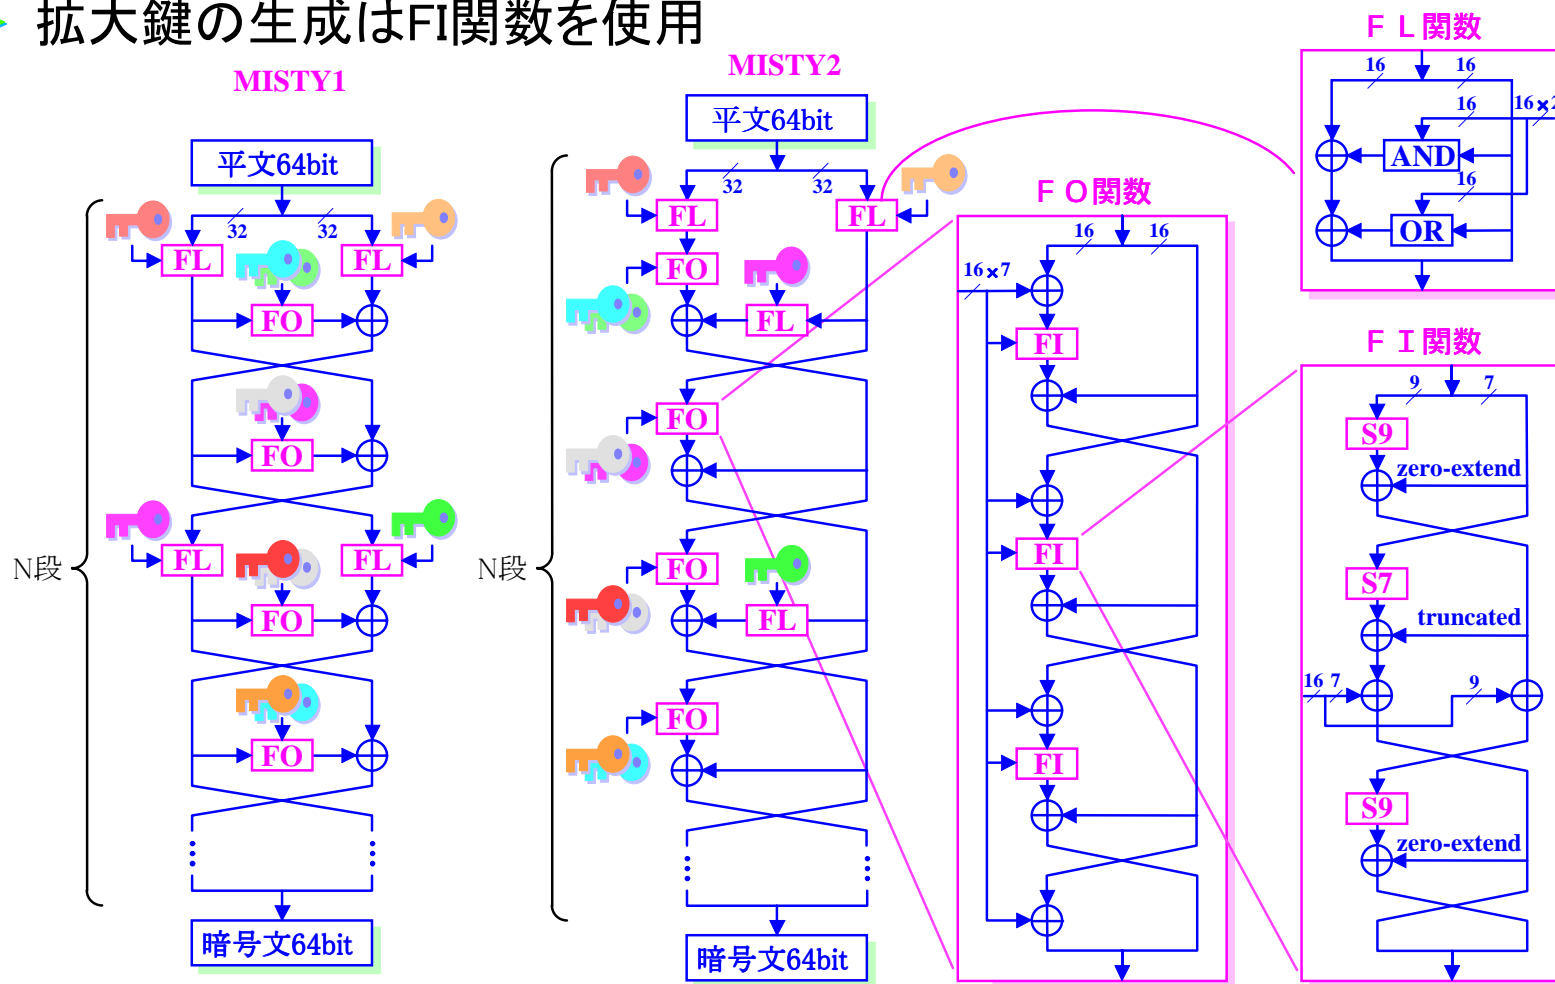 拡大鍵の生成はFI関数を使用
MISTY1
平文64bit
32
32
FL
FL
FO
FO
FL
FL
FO
FO
N段
暗号文64bit
MISTY2
平文64bit
32
32
FL
FL
FO
FL
FO
FO
FL
FO
N段
暗号文64bit
ＦＯ関数
16
16
16×7
FI
FI
FI
ＦＬ関数
16
16
16
16×2
AND
16
OR
ＦＩ関数
9
7
S9
zero-extend
S7
truncated
16
7
9
S9
zero-extend